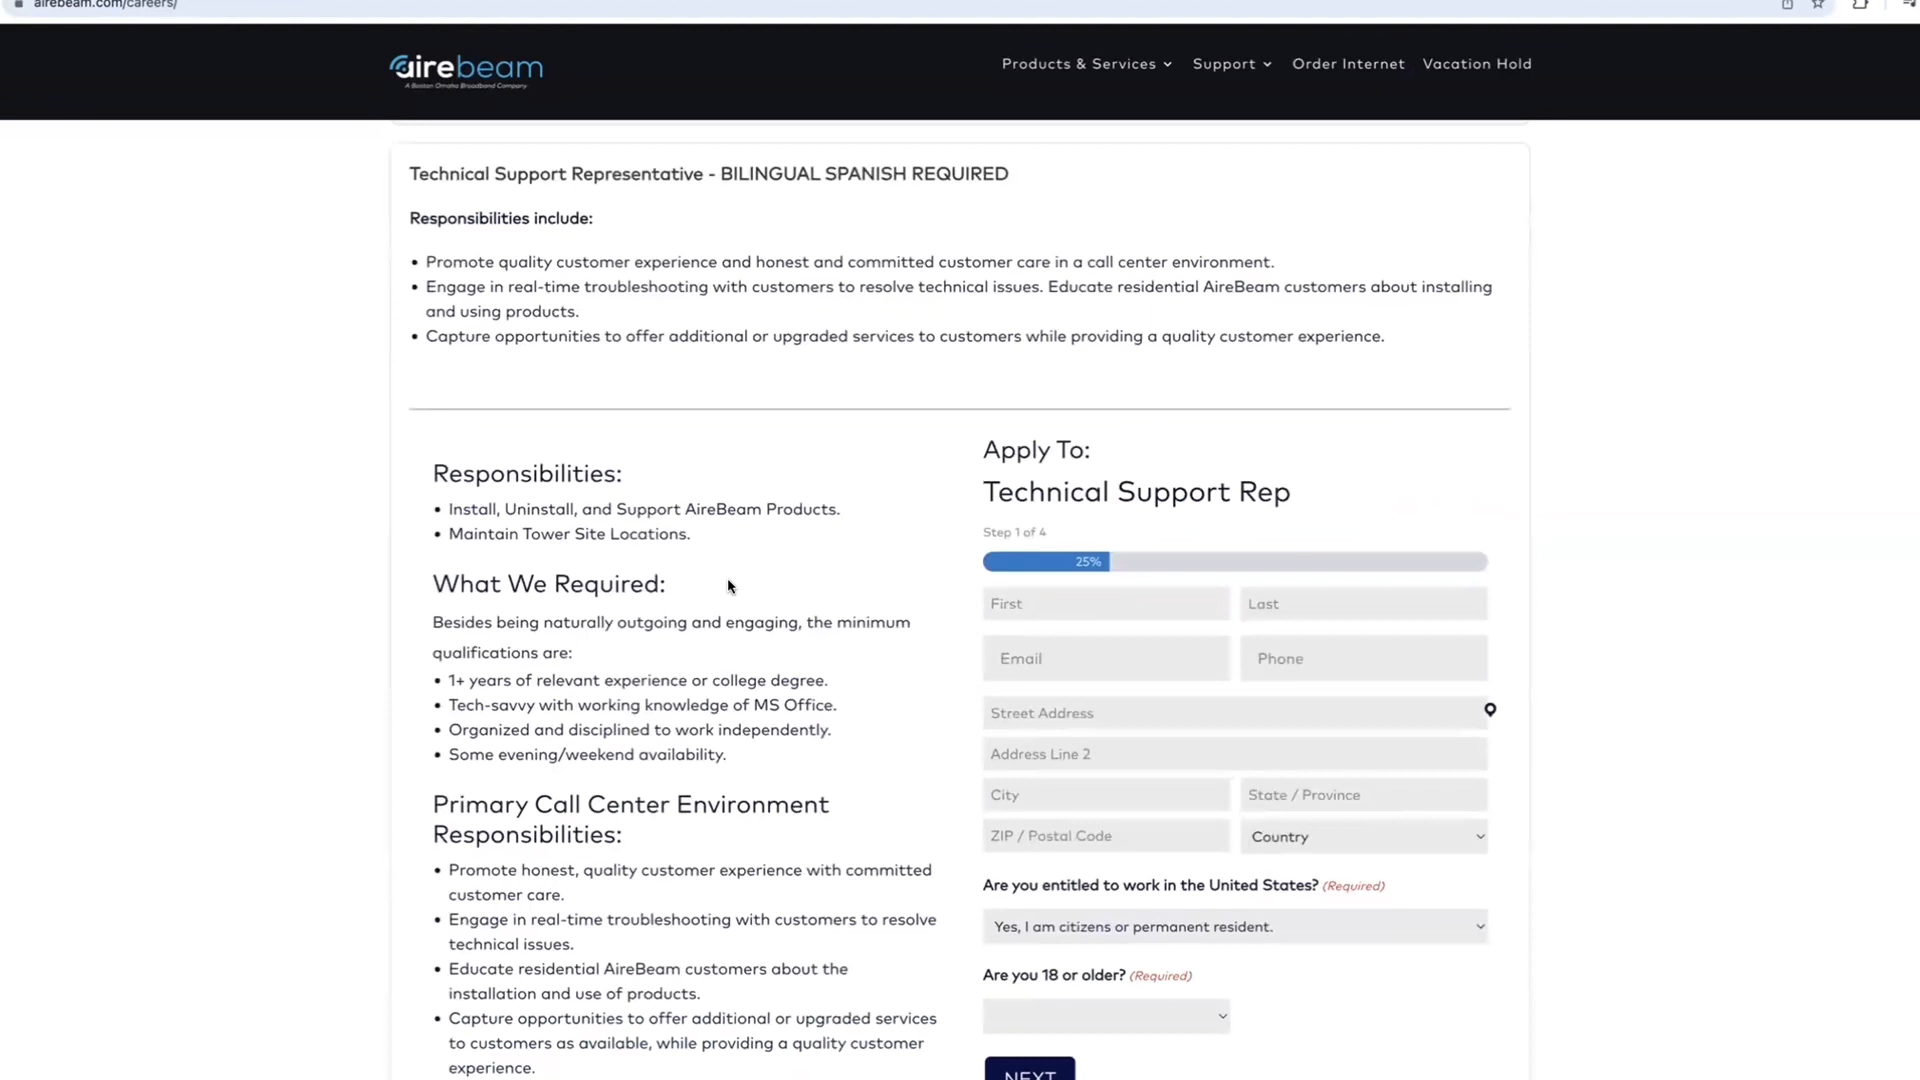 airebeam.com/careers/
airebeam
A Boston Omaha Broadband Company
Products & Services
Support
Order Internet
Vacation Hold
Technical Support Representative - BILINGUAL SPANISH REQUIRED
Responsibilities include:
• Promote quality customer experience and honest and committed customer care in a call center environment.
• Engage in real-time troubleshooting with customers to resolve technical issues. Educate residential AireBeam customers about installing
and using products.
• Capture opportunities to offer additional or upgraded services to customers while providing a quality customer experience.
Responsibilities:
• Install, Uninstall, and Support AireBeam Products.
• Maintain Tower Site Locations.
What We Required:
Besides being naturally outgoing and engaging, the minimum
qualifications are:
• 1+ years of relevant experience or college degree.
• Tech-savvy with working knowledge of MS Office.
• Organized and disciplined to work independently.
• Some evening/weekend availability.
Primary Call Center Environment
Responsibilities:
• Promote honest, quality customer experience with committed
customer care.
• Engage in real-time troubleshooting with customers to resolve
technical issues.
• Educate residential AireBeam customers about the
installation and use of products.
• Capture opportunities to offer additional or upgraded services
to customers as available, while providing a quality customer
experience.
Apply To:
Technical Support Rep
Step 1 of 4
25%
First
Last
Email
Phone
Street Address
Address Line 2
City
State / Province
ZIP / Postal Code
Country
Are you entitled to work in the United States? (Required)
Yes, I am citizens or permanent resident.
Are you 18 or older? (Required)
NEXT